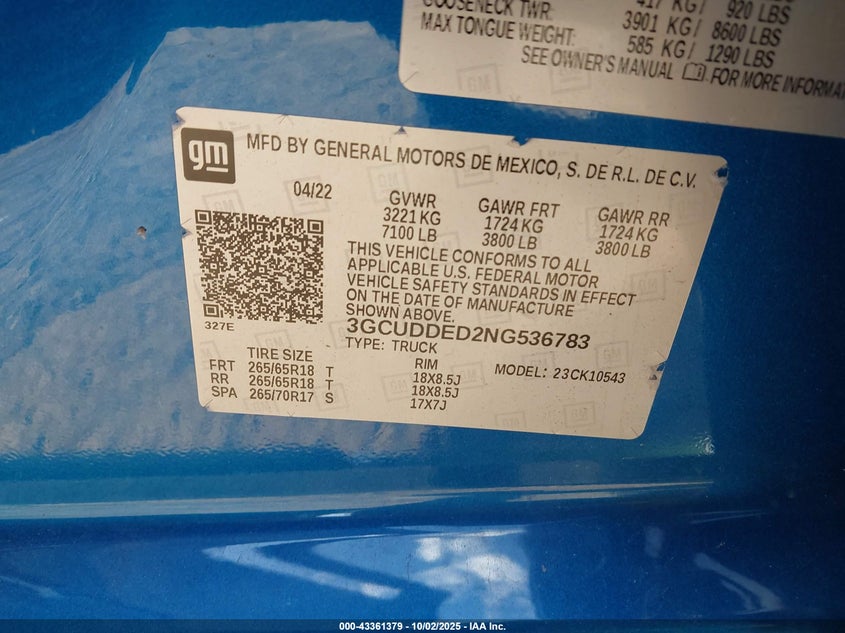 GOOSENECK TWR: 417 KG / 920 LBS
3901 KG / 8600 LBS
MAX TONGUE WEIGHT: 585 KG / 1290 LBS
SEE OWNER'S MANUAL FOR MORE INFORMA
gm MFD BY GENERAL MOTORS DE MEXICO, S. DE R.L. DE C.V.
04/22 GVWR GAWR FRT GAWR RR
3221 KG 1724 KG 1724 KG
7100 LB 3800 LB 3800 LB
THIS VEHICLE CONFORMS TO ALL
APPLICABLE U.S. FEDERAL MOTOR
VEHICLE SAFETY STANDARDS IN EFFECT
ON THE DATE OF MANUFACTURE
SHOWN ABOVE.
327E
3GCUDDED2NG536783
TYPE: TRUCK MODEL: 23CK10543
TIRE SIZE RIM
FRT 265/65R18 T 18X8.5J
RR 265/65R18 T 18X8.5J
SPA 265/70R17 S 17X7J
000-43361379 - 10/02/2025 - IAA Inc.